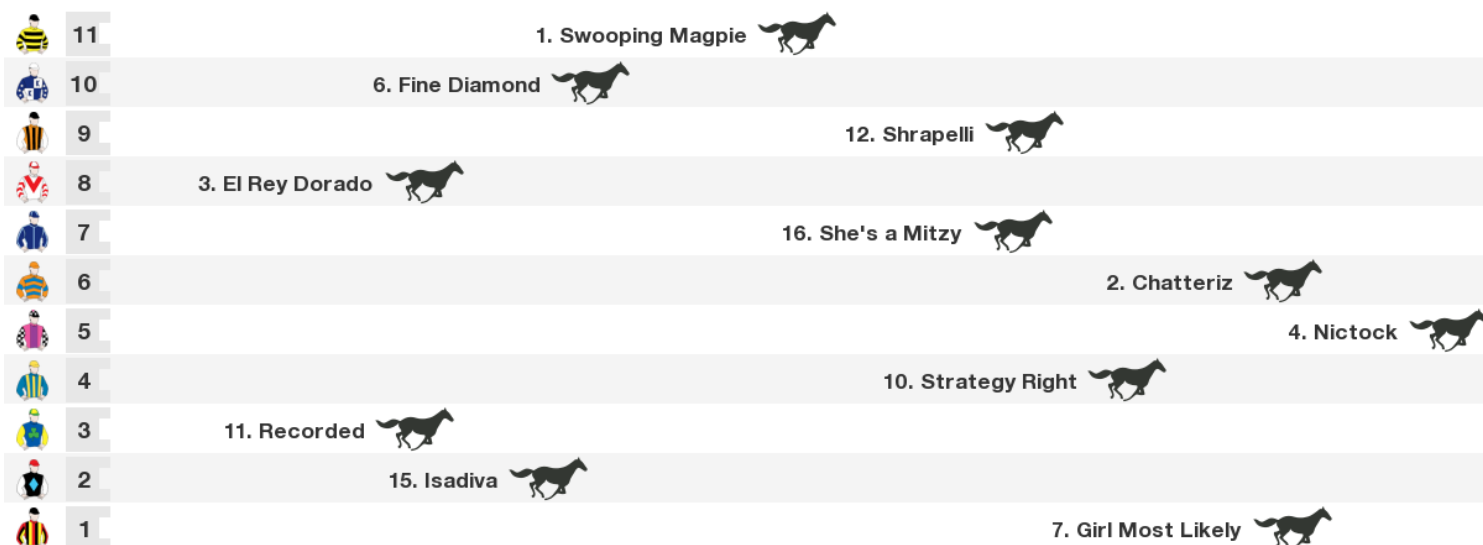 11 1. Swooping Magpie
10 6. Fine Diamond
9 12. Shrapelli
8 3. El Rey Dorado
7 16. She's a Mitzy
6 2. Chatteriz
5 4. Nictock
4 10. Strategy Right
3 11. Recorded
2 15. Isadiva
1 7. Girl Most Likely